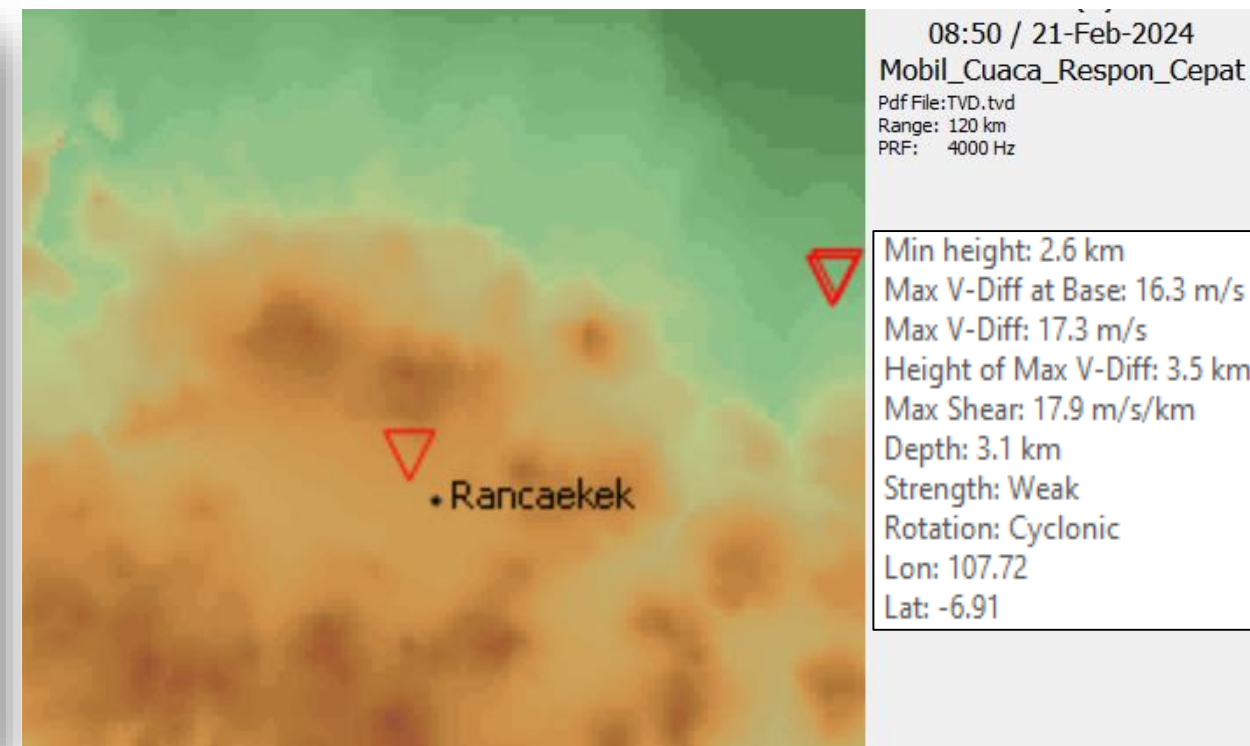 08:50 / 21-Feb-2024
Mobil_Cuaca_Respon_Cepat
Pdf File:TVD.tvd
Range: 120 km
PRF: 4000 Hz
Min height: 2.6 km
Max V-Diff at Base: 16.3 m/s
Max V-Diff: 17.3 m/s
Height of Max V-Diff: 3.5 km
Max Shear: 17.9 m/s/km
Depth: 3.1 km
Strength: Weak
Rotation: Cyclonic
Lon: 107.72
Lat: -6.91
Rancaekek